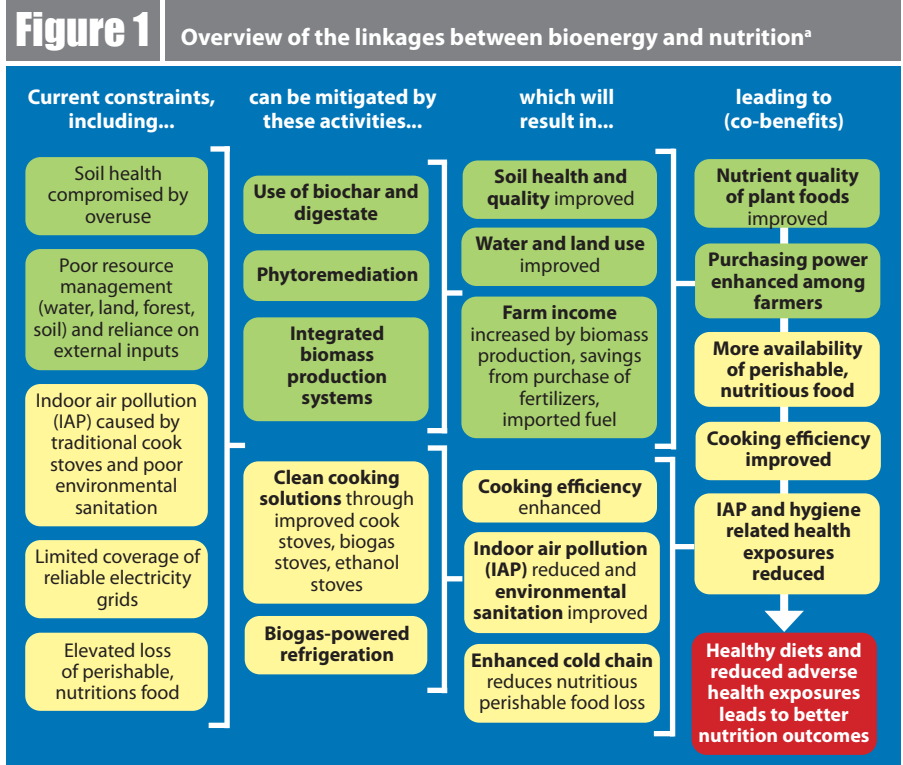 Figure 1
Overview of the linkages between bioenergy and nutritionª
Current constraints,
including...
Soil health
compromised by
overuse
Poor resource
management
(water, land, forest,
soil) and reliance on
external inputs
Indoor air pollution
(IAP) caused by
traditional cook
stoves and poor
environmental
sanitation
Limited coverage of
reliable electricity
grids
Elevated loss
of perishable,
nutritions food
can be mitigated by
these activities...
Use of biochar and
digestate
Phytoremediation
Integrated
biomass
production
systems
Clean cooking
solutions through
improved cook
stoves, biogas
stoves, ethanol
stoves
Biogas-powered
refrigeration
which will
result in...
Soil health and
quality improved
Water and land use
improved
Farm income
increased by biomass
production, savings
from purchase of
fertilizers,
imported fuel
Cooking efficiency
enhanced
Indoor air pollution
(IAP) reduced and
environmental
sanitation improved
Enhanced cold chain
reduces nutritious
perishable food loss
leading to
(co-benefits)
Nutrient quality
of plant foods
improved
Purchasing power
enhanced among
farmers
More availability
of perishable,
nutritious food
Cooking efficiency
improved
IAP and hygiene
related health
exposures
reduced
Healthy diets and
reduced adverse
health exposures
leads to better
nutrition outcomes